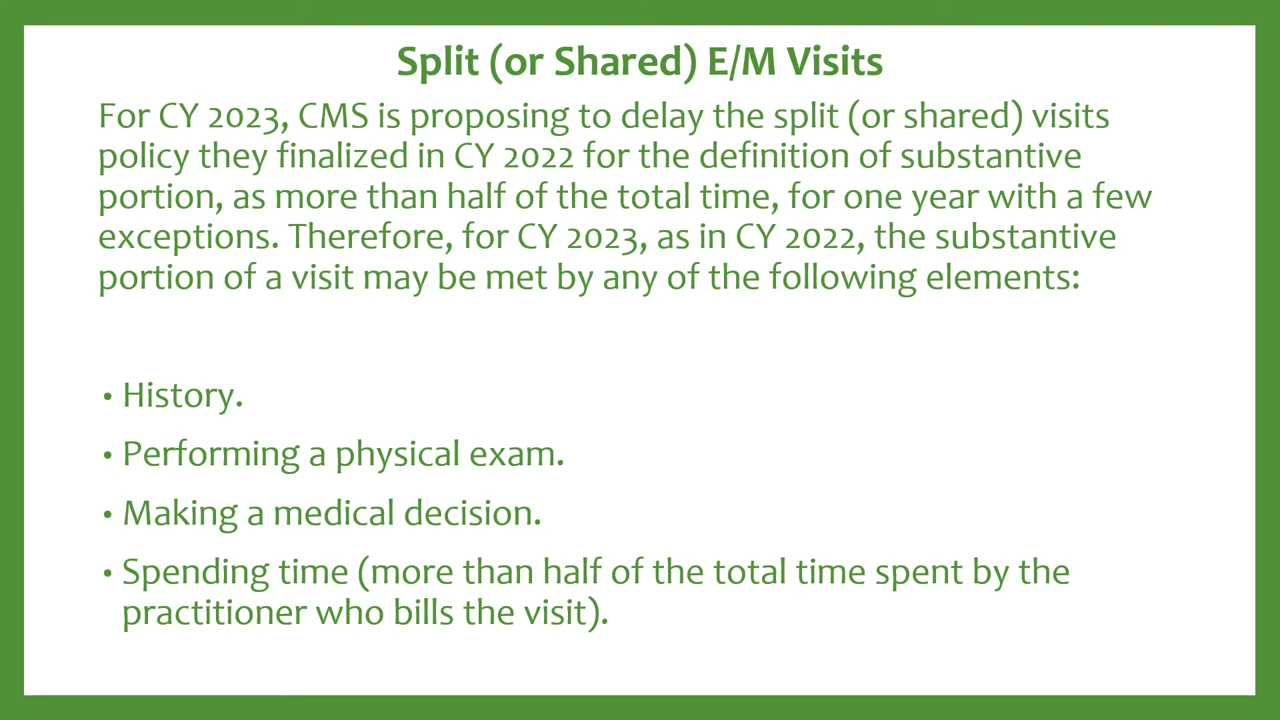 Split (or Shared) E/M Visits
For CY 2023, CMS is proposing to delay the split (or shared) visits
policy they finalized in CY 2022 for the definition of substantive
portion, as more than half of the total time, for one year with a few
exceptions. Therefore, for CY 2023, as in CY 2022, the substantive
portion of a visit may be met by any of the following elements:
• History.
• Performing a physical exam.
• Making a medical decision.
• Spending time (more than half of the total time spent by the
practitioner who bills the visit).